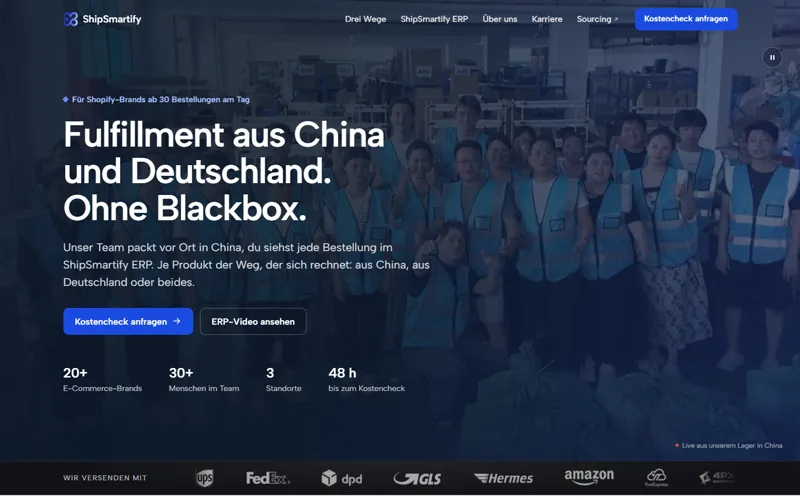 ShipSmartify
Drei Wege
ShipSmartify ERP
Über uns
Karriere
Sourcing
Kostencheck anfragen
Für Shopify-Brands ab 30 Bestellungen am Tag
Fulfillment aus China
und Deutschland.
Ohne Blackbox.
Unser Team packt vor Ort in China, du siehst jede Bestellung im
ShipSmartify ERP. Je Produkt der Weg, der sich rechnet: aus China, aus
Deutschland oder beides.
Kostencheck anfragen →
ERP-Video ansehen
20+
E-Commerce-Brands
30+
Menschen im Team
3
Standorte
48 h
bis zum Kostencheck
Live aus unserem Lager in China
WIR VERSENDEN MIT
ups
FedEx
dpd
GLS
Hermes
amazon
YunExpress
4PX